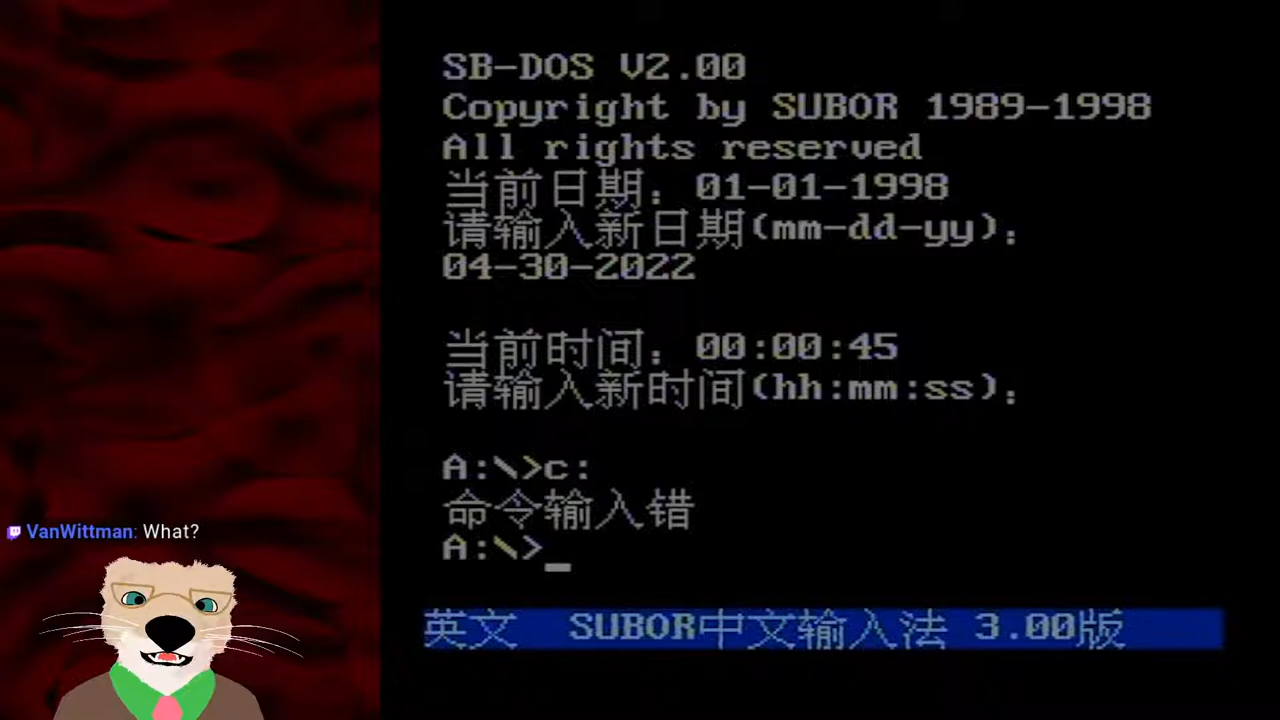 SB-DOS V2.00
Copyright by SUBOR 1989-1998
All rights reserved
当前日期：01-01-1998
请输入新日期(mm-dd-yy)：
04-30-2022
当前时间：00:00:45
请输入新时间(hh:mm:ss)：
A:\>c:
命令输入错
A:\>_
英文 SUBOR中文输入法 3.00版
VanWittman: What?